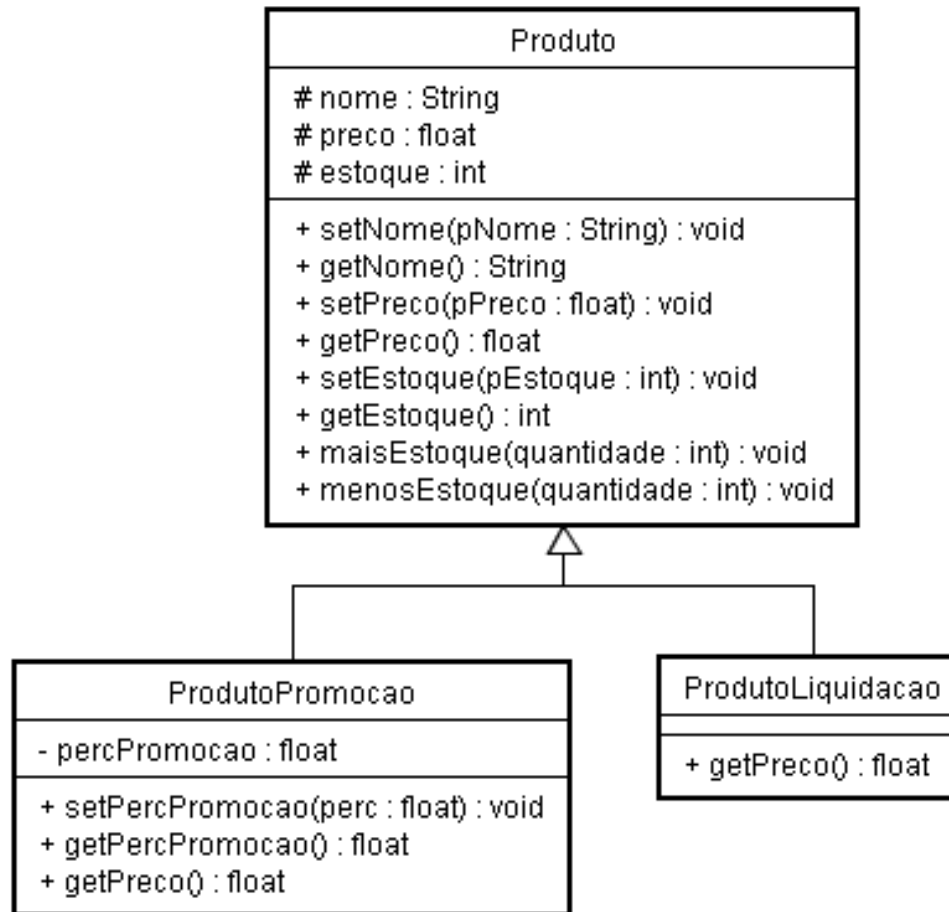 Produto
# nome : String
# preco : float
# estoque : int
+ setNome(pNome : String) : void
+ getNome() : String
+ setPreco(pPreco : float) : void
+ getPreco() : float
+ setEstoque(pEstoque : int) : void
+ getEstoque() : int
+ maisEstoque(quantidade : int) : void
+ menosEstoque(quantidade : int) : void
ProdutoPromocao
- percPromocao : float
+ setPercPromocao(perc : float) : void
+ getPercPromocao() : float
+ getPreco() : float
ProdutoLiquidacao
+ getPreco() : float